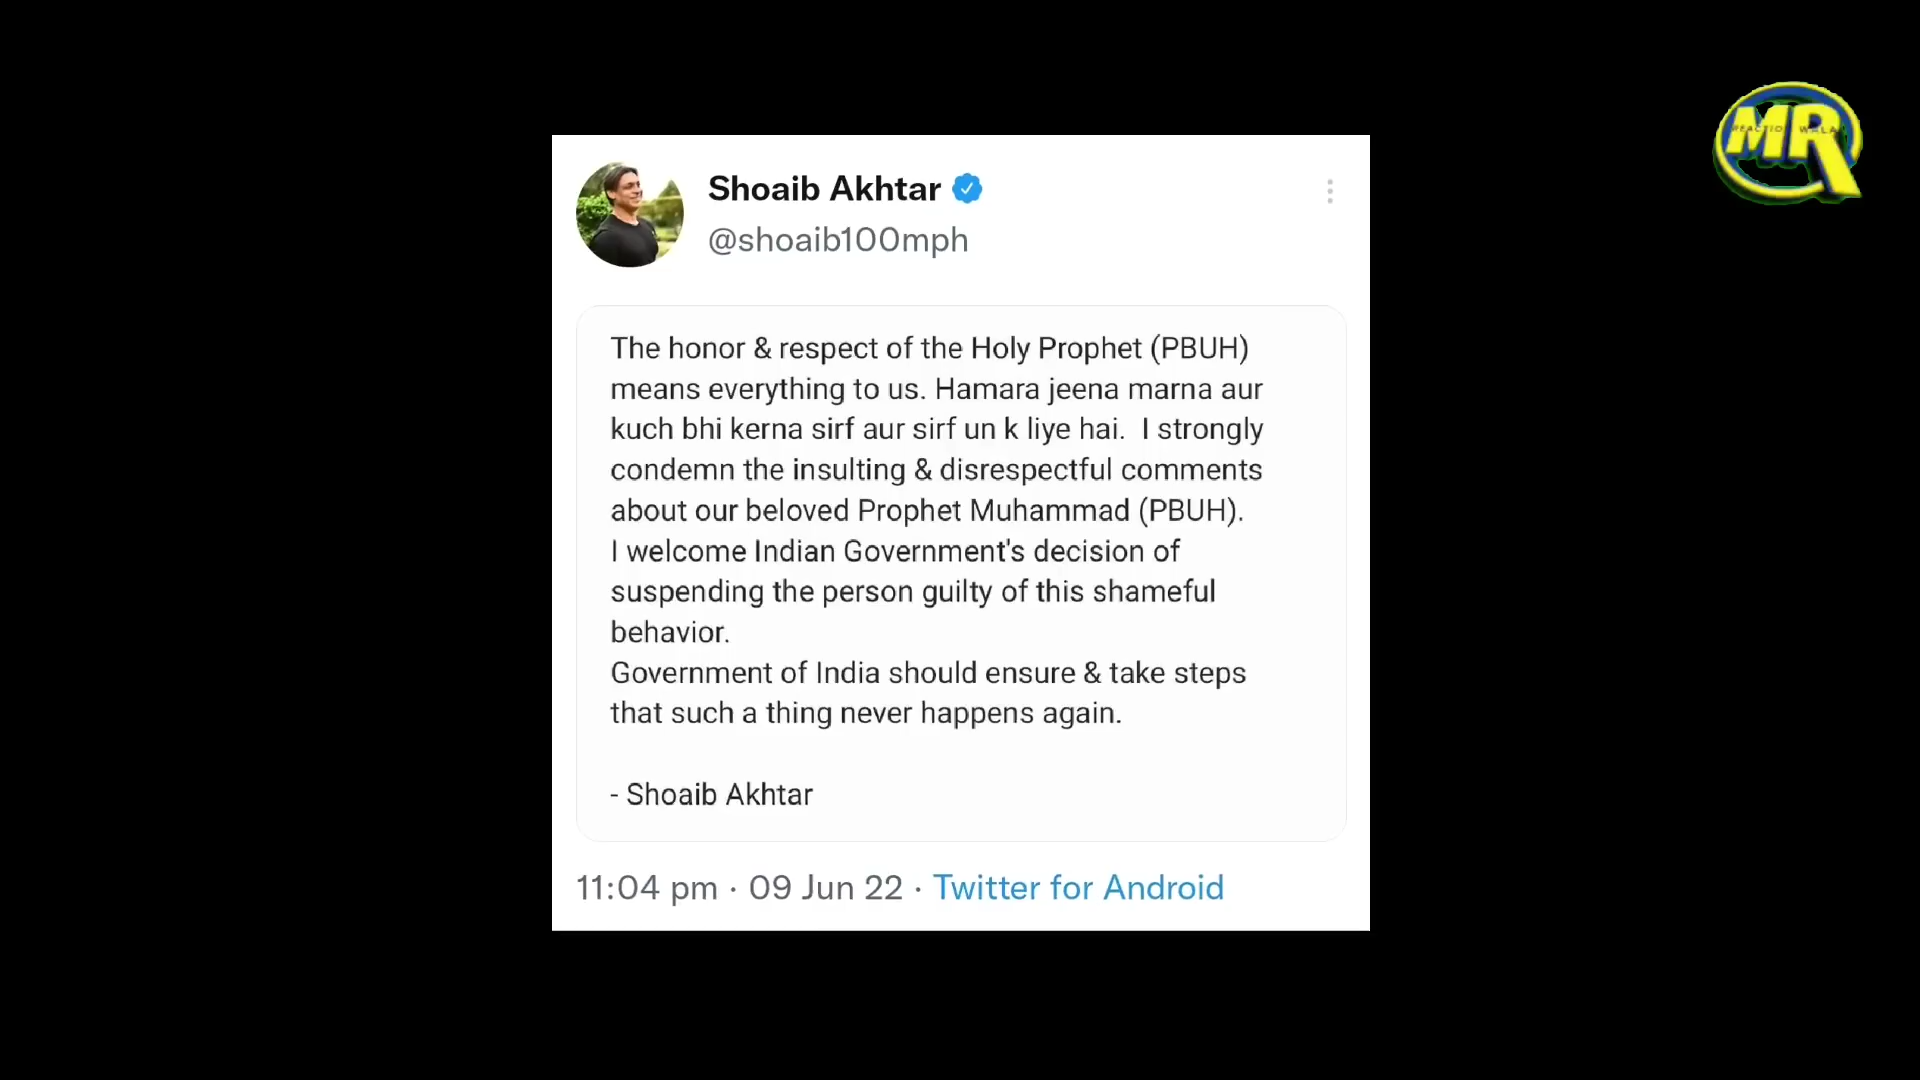 Shoaib Akhtar
@shoaib100mph
The honor & respect of the Holy Prophet (PBUH)
means everything to us. Hamara jeena marna aur
kuch bhi kerna sirf aur sirf un k liye hai. I strongly
condemn the insulting & disrespectful comments
about our beloved Prophet Muhammad (PBUH).
I welcome Indian Government's decision of
suspending the person guilty of this shameful
behavior.
Government of India should ensure & take steps
that such a thing never happens again.
- Shoaib Akhtar
11:04 pm · 09 Jun 22 · Twitter for Android
MR
REACTION WALA